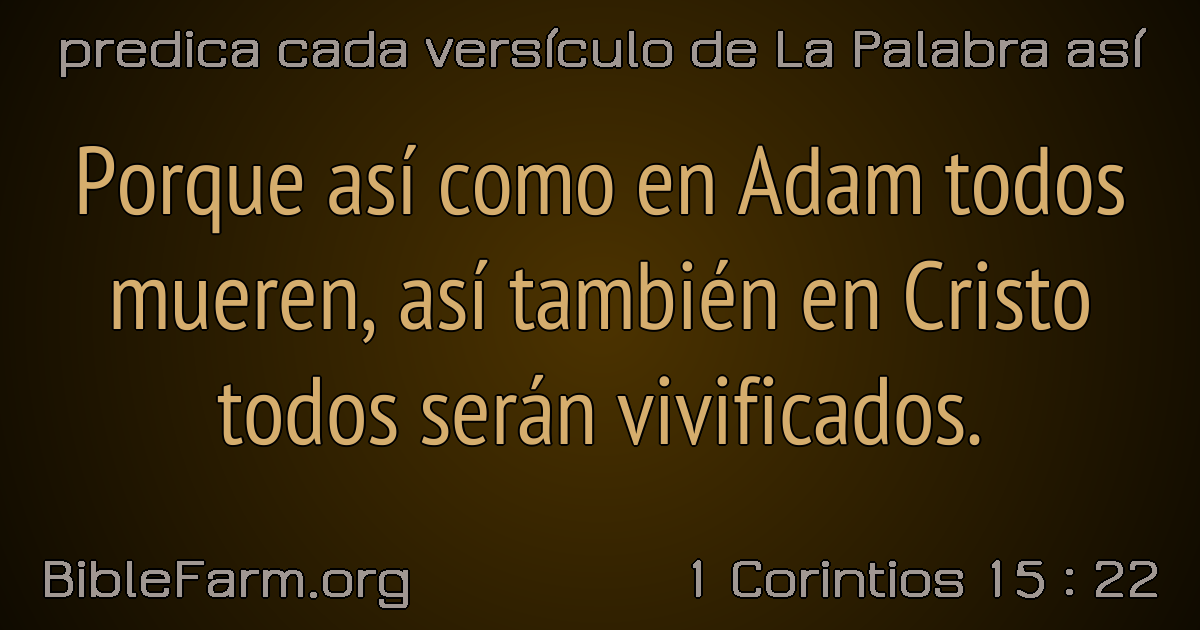 predica cada versículo de La Palabra así
Porque así como en Adam todos
mueren, así también en Cristo
todos serán vivificados.
BibleFarm.org
1 Corintios 15 : 22